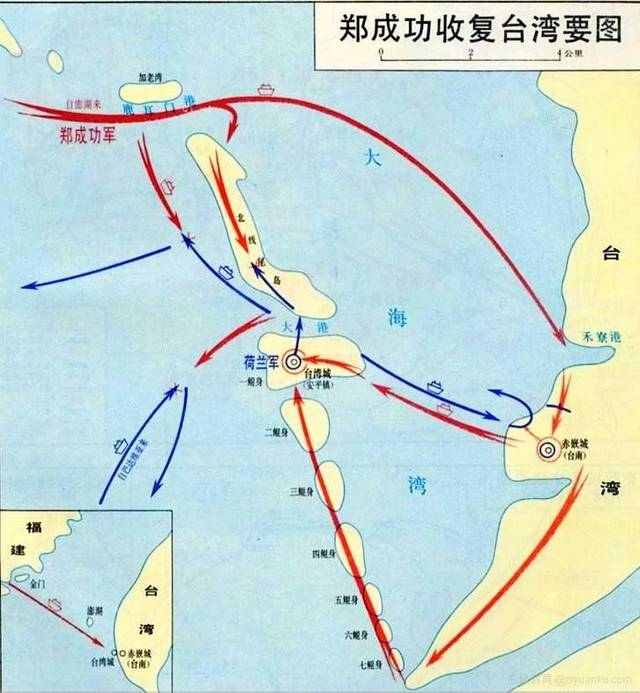 郑成功收复台湾要图
0 2 4公里
加老湾
自澎湖来
鹿耳门港
郑成功军
大
北线尾岛
台
海
禾寮港
大港
荷兰军
台湾城
(安平镇)
一鲲身
二鲲身
赤嵌城
(台南)
自巴达维亚来
湾
湾
三鲲身
四鲲身
五鲲身
六鲲身
七鲲身
福建
金门
澎湖
台湾
台湾城
赤嵌城
(台南)
@ziyuanku.com